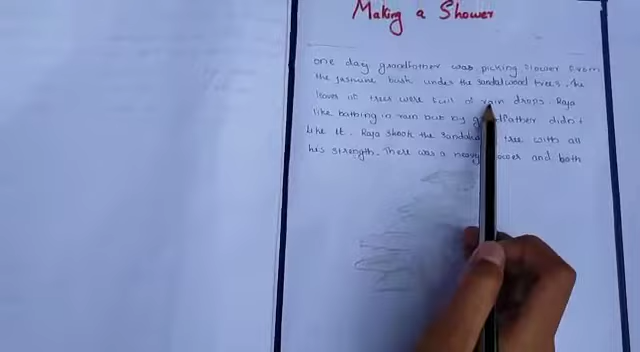 Making a Shower
one day grandfather was picking flower from
the jasmine bush under the sandalwood trees. The
leaves of trees were full of rain drops. Raja
like bathing in rain but his grandfather didn't
like it. Raja shook the tree with all
his strength. There was a heavy and both